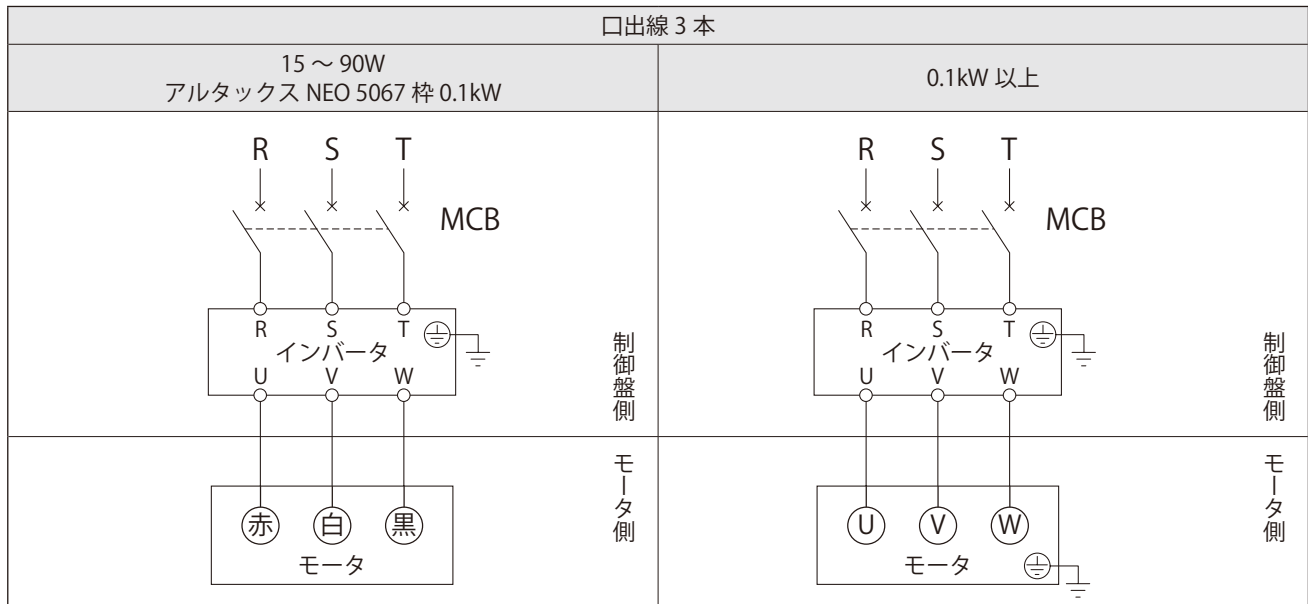 口出線 3 本
15 ～ 90W
アルタックス NEO 5067 枠 0.1kW
0.1kW 以上
R S T
MCB
R S T
インバータ
U V W
制御盤側
赤 白 黒
モータ
モータ側
R S T
MCB
R S T
インバータ
U V W
制御盤側
U V W
モータ
モータ側